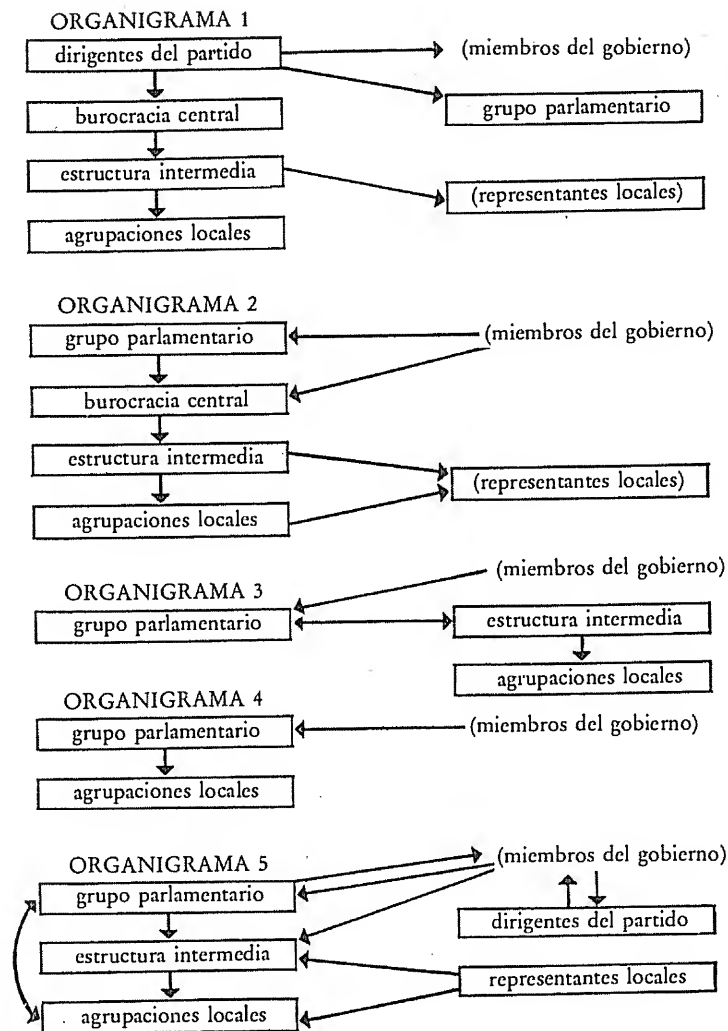 ORGANIGRAMA 1
dirigentes del partido
(miembros del gobierno)
burocracia central
grupo parlamentario
estructura intermedia
(representantes locales)
agrupaciones locales
ORGANIGRAMA 2
grupo parlamentario
(miembros del gobierno)
burocracia central
estructura intermedia
(representantes locales)
agrupaciones locales
(miembros del gobierno)
ORGANIGRAMA 3
grupo parlamentario
estructura intermedia
agrupaciones locales
ORGANIGRAMA 4
grupo parlamentario
(miembros del gobierno)
agrupaciones locales
ORGANIGRAMA 5
(miembros del gobierno)
grupo parlamentario
dirigentes del partido
estructura intermedia
representantes locales
agrupaciones locales